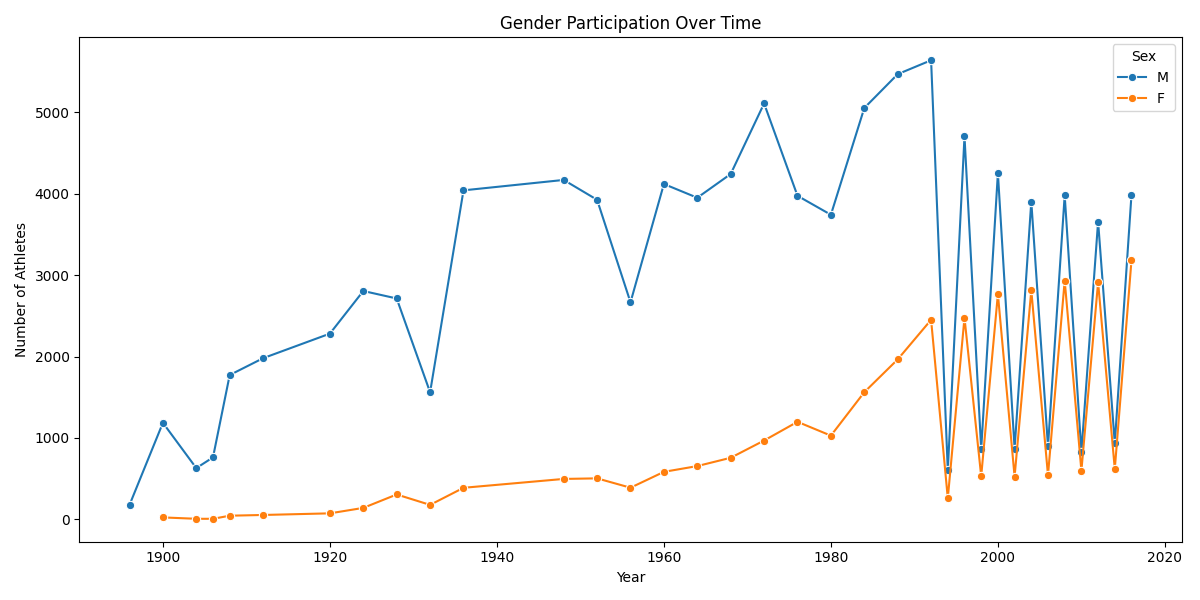 Gender Participation Over Time
Sex
M
F
Number of Athletes
5000
4000
3000
2000
1000
0
1900 1920 1940 1960 1980 2000 2020
Year